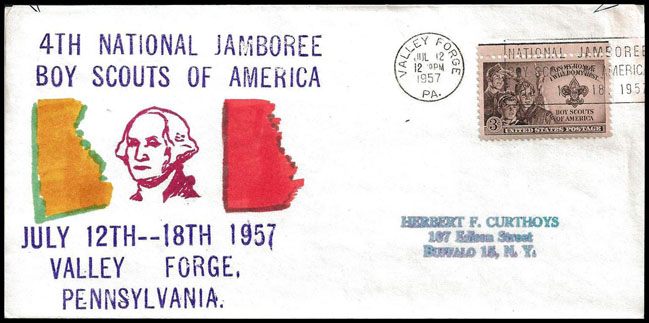 4TH NATIONAL JAMBOREE
BOY SCOUTS OF AMERICA
JULY 12TH--18TH 1957
VALLEY FORGE,
PENNSYLVANIA.
VALLEY FORGE
JUL 12
12 PM
1957
PA.
NATIONAL JAMBOREE
AMERICA
18 1957
3¢
BOY SCOUTS
OF AMERICA
UNITED STATES POSTAGE
HERBERT F. CURTHOYS
167 Edison Street
BUFFALO 15, N. Y.